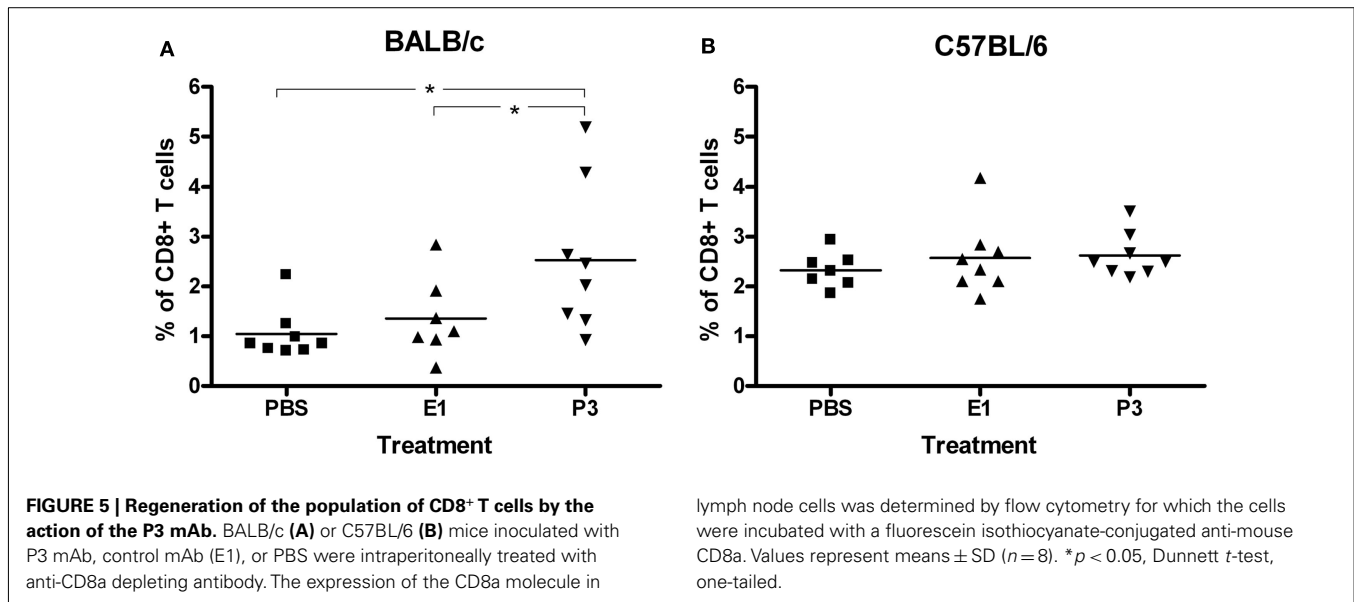 A
BALB/c
6
5
4
3
2
1
0
% of CD8+ T cells
*
*
PBS
E1
P3
Treatment
B
C57BL/6
6
5
4
3
2
1
0
% of CD8+ T cells
PBS
E1
P3
Treatment
FIGURE 5 | Regeneration of the population of CD8⁺ T cells by the
action of the P3 mAb. BALB/c (A) or C57BL/6 (B) mice inoculated with
P3 mAb, control mAb (E1), or PBS were intraperitoneally treated with
anti-CD8a depleting antibody. The expression of the CD8a molecule in
lymph node cells was determined by flow cytometry for which the cells
were incubated with a fluorescein isothiocyanate-conjugated anti-mouse
CD8a. Values represent means ± SD (n = 8). *p < 0.05, Dunnett t-test,
one-tailed.